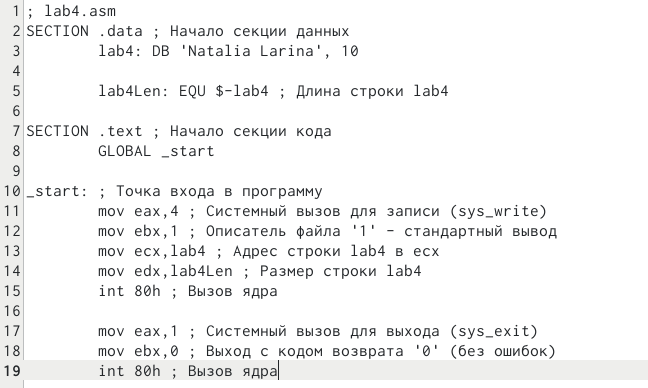 1 ; lab4.asm
2 SECTION .data ; Начало секции данных
3         lab4: DB 'Natalia Larina', 10
4
5         lab4Len: EQU $-lab4 ; Длина строки lab4
6
7 SECTION .text ; Начало секции кода
8         GLOBAL _start
9
10 _start: ; Точка входа в программу
11         mov eax,4 ; Системный вызов для записи (sys_write)
12         mov ebx,1 ; Описатель файла '1' - стандартный вывод
13         mov ecx,lab4 ; Адрес строки lab4 в ecx
14         mov edx,lab4Len ; Размер строки lab4
15         int 80h ; Вызов ядра
16
17         mov eax,1 ; Системный вызов для выхода (sys_exit)
18         mov ebx,0 ; Выход с кодом возврата '0' (без ошибок)
19         int 80h ; Вызов ядра